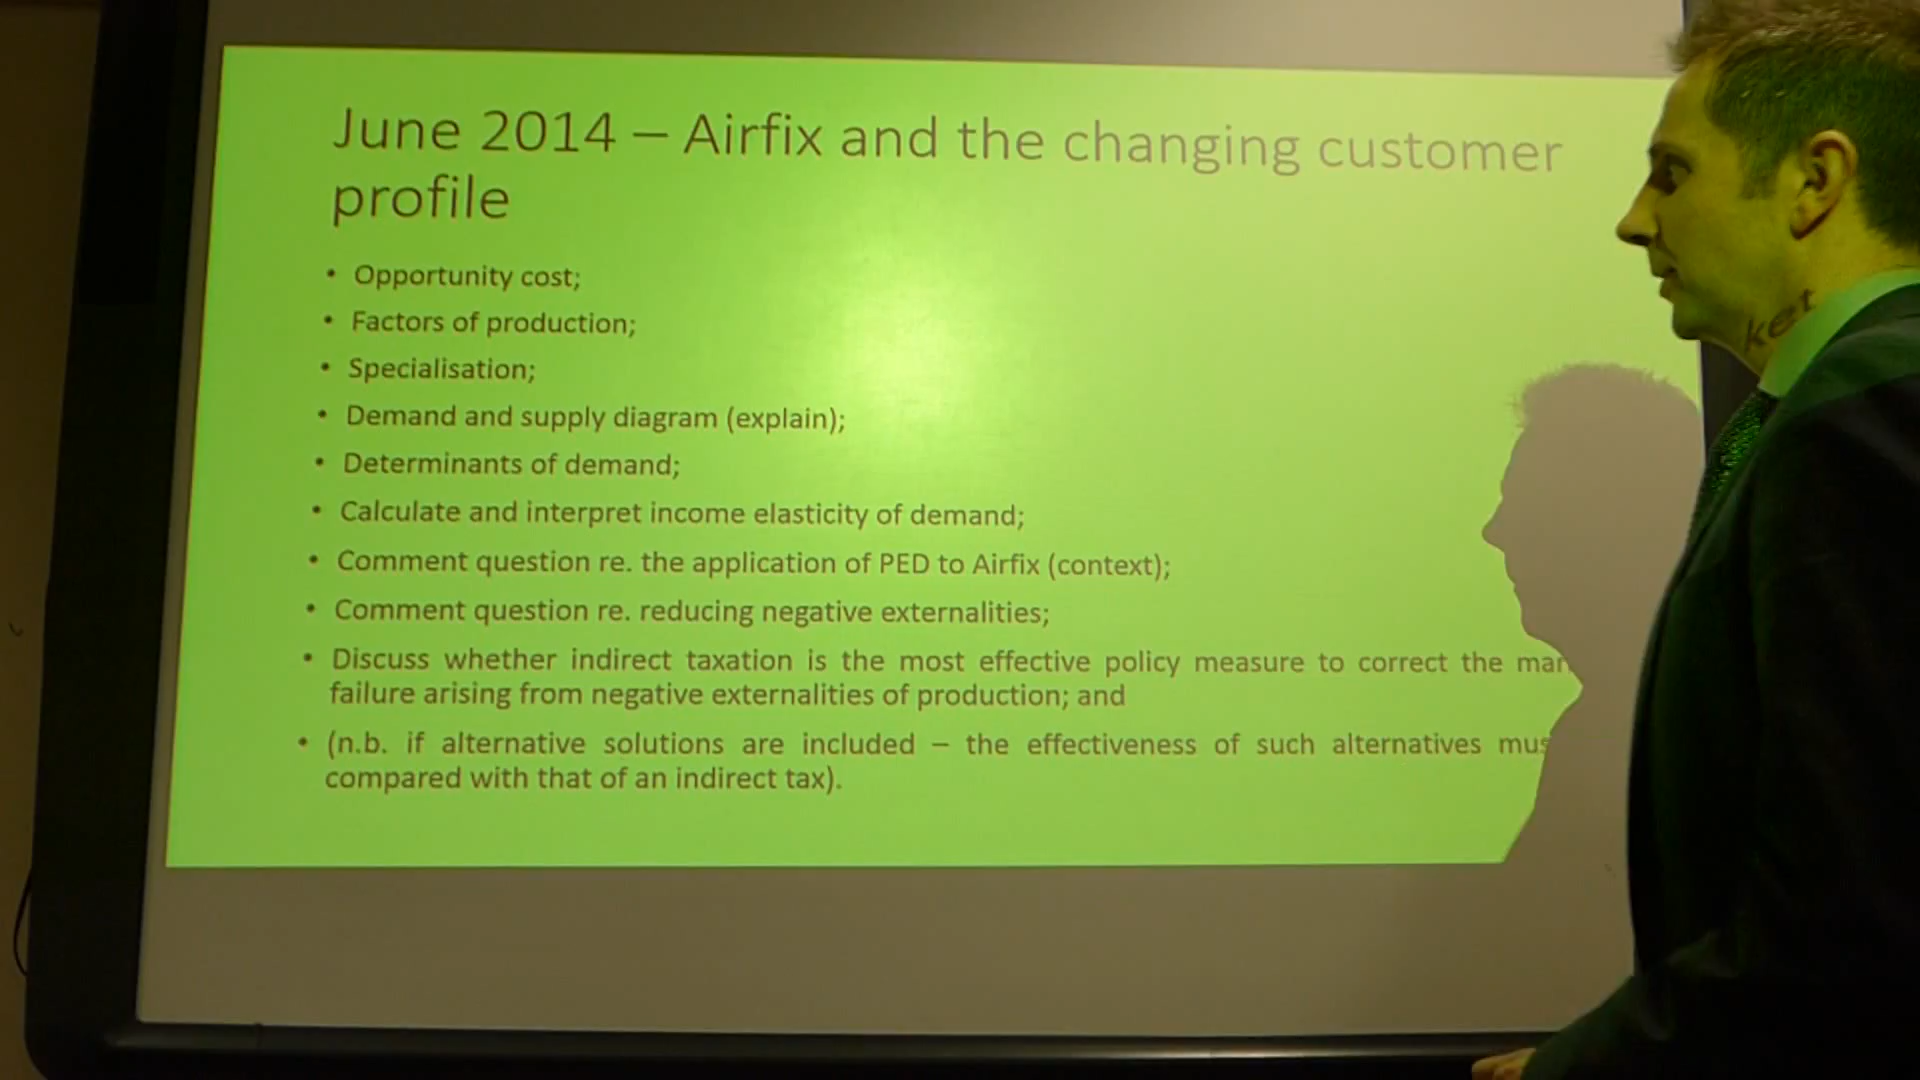 June 2014 – Airfix and the changing customer
profile
• Opportunity cost;
• Factors of production;
• Specialisation;
• Demand and supply diagram (explain);
• Determinants of demand;
• Calculate and interpret income elasticity of demand;
• Comment question re. the application of PED to Airfix (context);
• Comment question re. reducing negative externalities;
• Discuss whether indirect taxation is the most effective policy measure to correct the market
failure arising from negative externalities of production; and
• (n.b. if alternative solutions are included – the effectiveness of such alternatives
compared with that of an indirect tax).